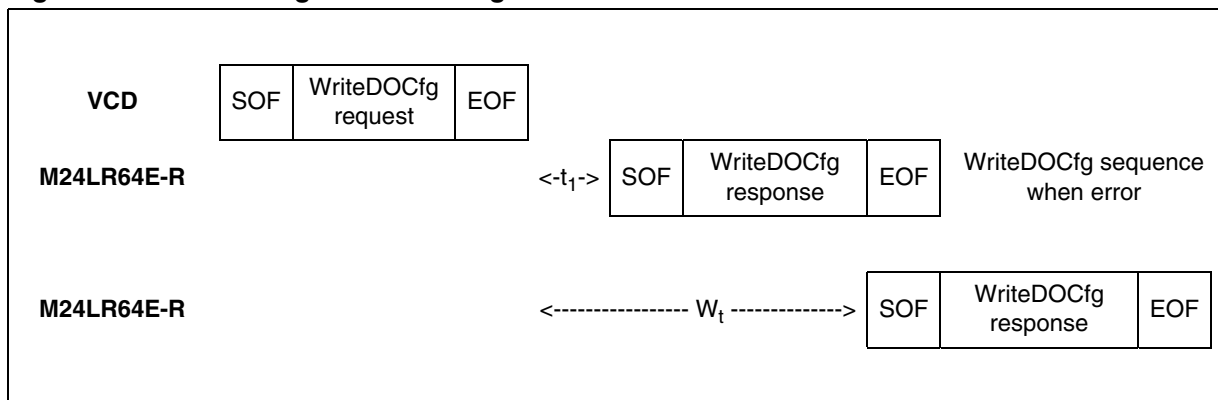 VCD
SOF
WriteDOCfg
request
EOF
M24LR64E-R
<-t₁->
SOF
WriteDOCfg
response
EOF
WriteDOCfg sequence
when error
M24LR64E-R
<----------------- Wₜ -------------->
SOF
WriteDOCfg
response
EOF